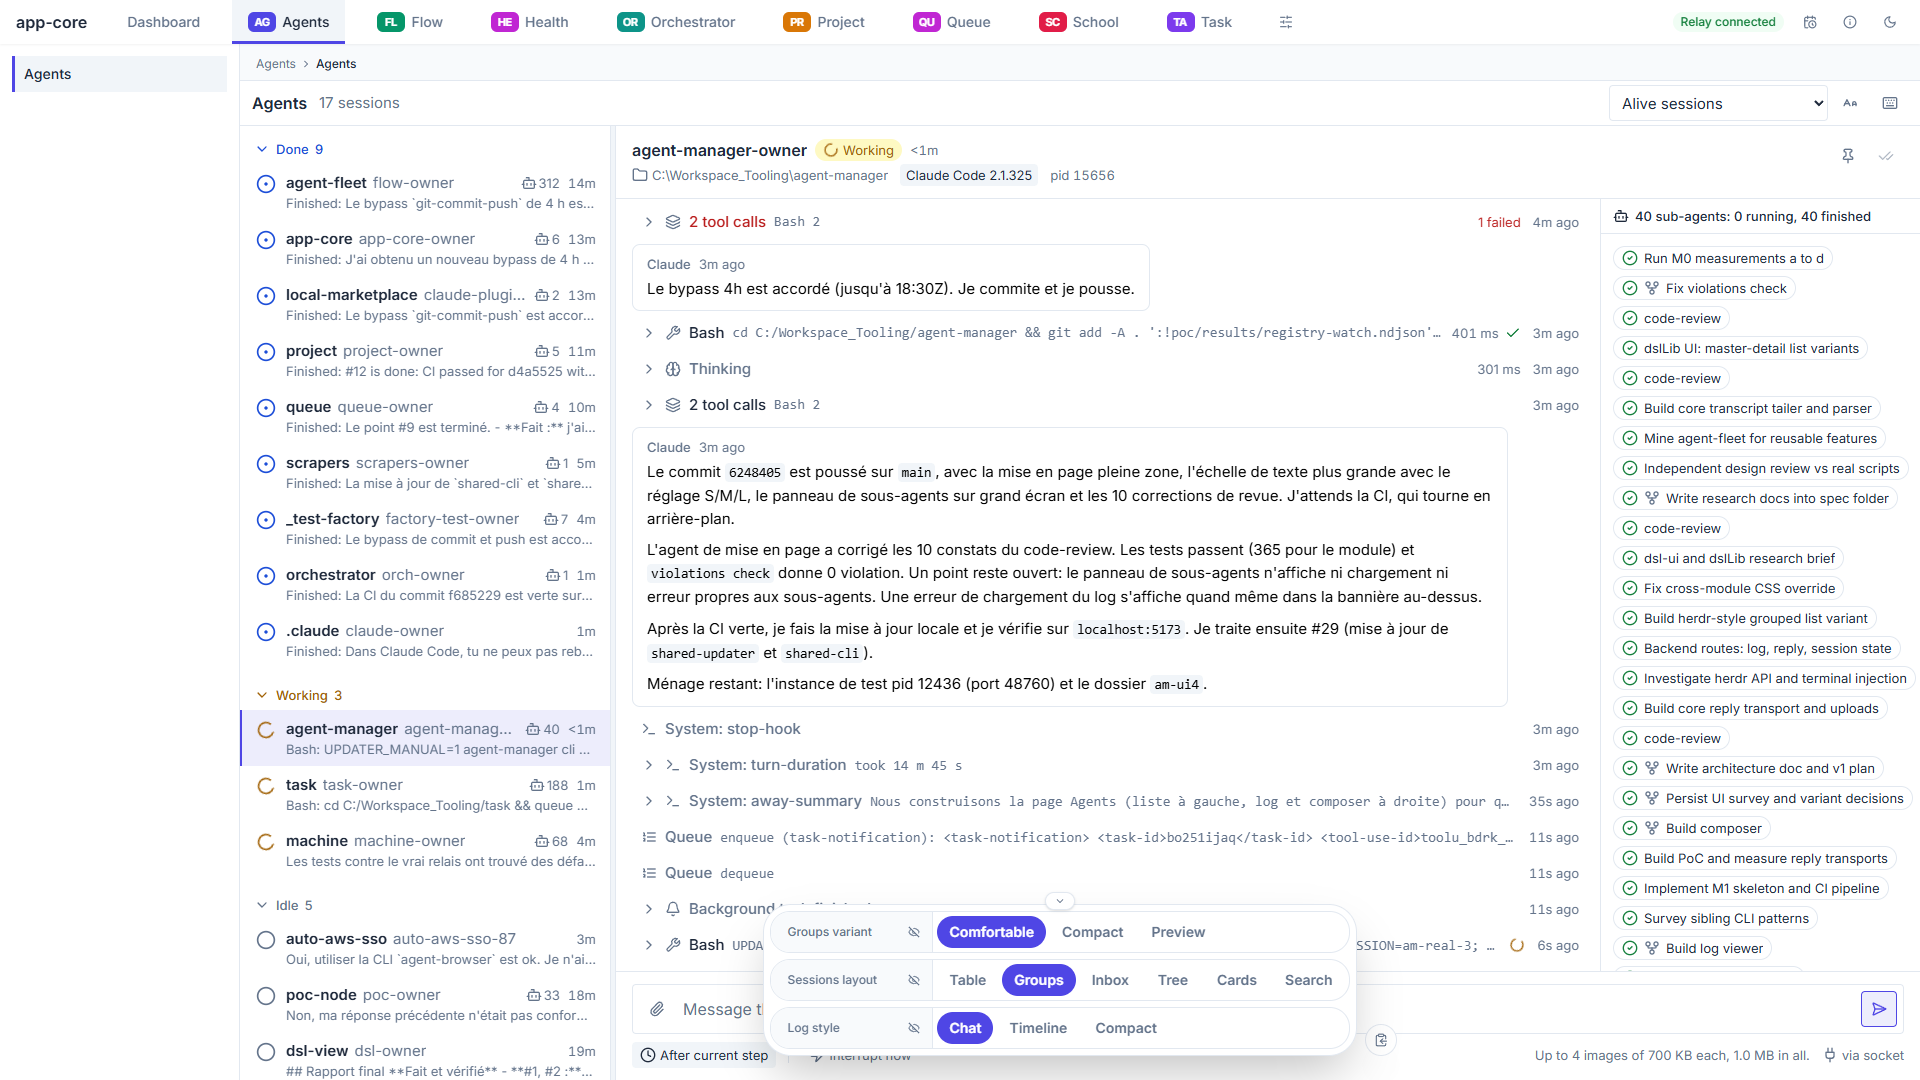 app-core
Dashboard
AG Agents
FL Flow
HE Health
OR Orchestrator
PR Project
QU Queue
SC School
TA Task
Relay connected
Agents
Agents > Agents
Agents 17 sessions
Alive sessions
Done 9
agent-fleet flow-owner 312 14m
Finished: Le bypass `git-commit-push` de 4 h es...
app-core app-core-owner 6 13m
Finished: J'ai obtenu un nouveau bypass de 4 h ...
local-marketplace claude-plugi... 2 13m
Finished: Le bypass `git-commit-push` est accor...
project project-owner 5 11m
Finished: #12 is done: CI passed for d4a5525 wit...
queue queue-owner 4 10m
Finished: Le point #9 est terminé. - **Fait :** j'ai...
scrapers scrapers-owner 1 5m
Finished: La mise à jour de `shared-cli` et `share...
_test-factory factory-test-owner 7 4m
Finished: Le bypass de commit et push est acco...
orchestrator orch-owner 1 1m
Finished: La CI du commit f685229 est verte sur...
.claude claude-owner 1m
Finished: Dans Claude Code, tu ne peux pas reb...
Working 3
agent-manager agent-manag... 40 <1m
Bash: UPDATER_MANUAL=1 agent-manager cli ...
task task-owner 188 1m
Bash: cd C:/Workspace_Tooling/task && queue ...
machine machine-owner 68 4m
Les tests contre le vrai relais ont trouvé des défa...
Idle 5
auto-aws-sso auto-aws-sso-87 3m
Oui, utiliser la CLI `agent-browser` est ok. Je n'ai...
poc-node poc-owner 33 18m
Non, ma réponse précédente n'était pas confor...
dsl-view dsl-owner 19m
## Rapport final **Fait et vérifié** - **#1, #2 :**...
agent-manager-owner Working <1m
C:\Workspace_Tooling\agent-manager Claude Code 2.1.325 pid 15656
2 tool calls Bash 2 1 failed 4m ago
Claude 3m ago
Le bypass 4h est accordé (jusqu'à 18:30Z). Je commite et je pousse.
Bash cd C:/Workspace_Tooling/agent-manager && git add -A . ':!poc/results/registry-watch.ndjson'... 401 ms 3m ago
Thinking 301 ms 3m ago
2 tool calls Bash 2 3m ago
Claude 3m ago
Le commit 6248405 est poussé sur main, avec la mise en page pleine zone, l'échelle de texte plus grande avec le
réglage S/M/L, le panneau de sous-agents sur grand écran et les 10 corrections de revue. J'attends la CI, qui tourne en
arrière-plan.
L'agent de mise en page a corrigé les 10 constats du code-review. Les tests passent (365 pour le module) et
violations check donne 0 violation. Un point reste ouvert: le panneau de sous-agents n'affiche ni chargement ni
erreur propres aux sous-agents. Une erreur de chargement du log s'affiche quand même dans la bannière au-dessus.
Après la CI verte, je fais la mise à jour locale et je vérifie sur localhost:5173. Je traite ensuite #29 (mise à jour de
shared-updater et shared-cli).
Ménage restant: l'instance de test pid 12436 (port 48760) et le dossier am-ui4.
System: stop-hook 3m ago
System: turn-duration took 14 m 45 s 3m ago
System: away-summary Nous construisons la page Agents (liste à gauche, log et composer à droite) pour q... 35s ago
Queue enqueue (task-notification): <task-notification> <task-id>bo251ijaq</task-id> <tool-use-id>toolu_bdrk_... 11s ago
Queue dequeue 11s ago
Background 11s ago
Bash SSION=am-real-3; ... 6s ago
Groups variant Comfortable Compact Preview
Sessions layout Table Groups Inbox Tree Cards Search
Log style Chat Timeline Compact
Message
After current step
Up to 4 images of 700 KB each, 1.0 MB in all. via socket
40 sub-agents: 0 running, 40 finished
Run M0 measurements a to d
Fix violations check
code-review
dslLib UI: master-detail list variants
code-review
Build core transcript tailer and parser
Mine agent-fleet for reusable features
Independent design review vs real scripts
Write research docs into spec folder
code-review
dsl-ui and dslLib research brief
Fix cross-module CSS override
Build herdr-style grouped list variant
Backend routes: log, reply, session state
Investigate herdr API and terminal injection
Build core reply transport and uploads
code-review
Write architecture doc and v1 plan
Persist UI survey and variant decisions
Build composer
Build PoC and measure reply transports
Implement M1 skeleton and CI pipeline
Survey sibling CLI patterns
Build log viewer